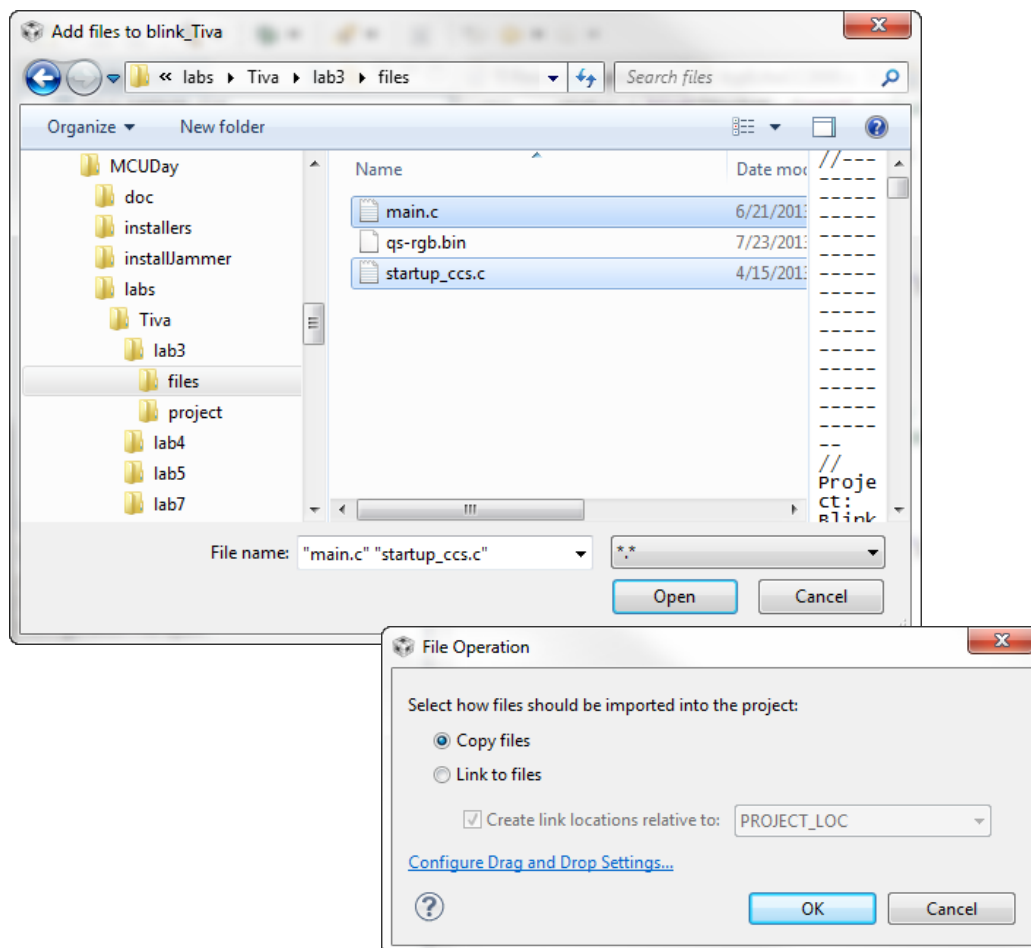 Add files to blink_Tiva
« labs ▸ Tiva ▸ lab3 ▸ files
Search files
Organize
New folder
MCUDay
doc
installers
installJammer
labs
Tiva
lab3
files
project
lab4
lab5
lab7
Name
Date mod
main.c
6/21/201
qs-rgb.bin
7/23/201
startup_ccs.c
4/15/201
//---
-----
-----
-----
-----
-----
-----
-----
-----
-----
-----
-----
-----
-----
-----
--
//
Proje
ct:
Blink
File name:
"main.c" "startup_ccs.c"
*.*
Open
Cancel
File Operation
Select how files should be imported into the project:
Copy files
Link to files
Create link locations relative to:
PROJECT_LOC
Configure Drag and Drop Settings...
OK
Cancel